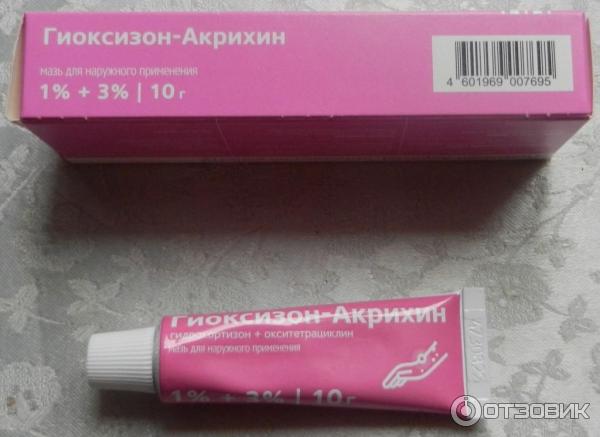 Гиоксизон-Акрихин
мазь для наружного применения
1% + 3% | 10 г
4 601969 007695
Гиоксизон-Акрихин
гидрокортизон + окситетрациклин
мазь для наружного применения
1% + 3% | 10 г
ОТЗОВИК